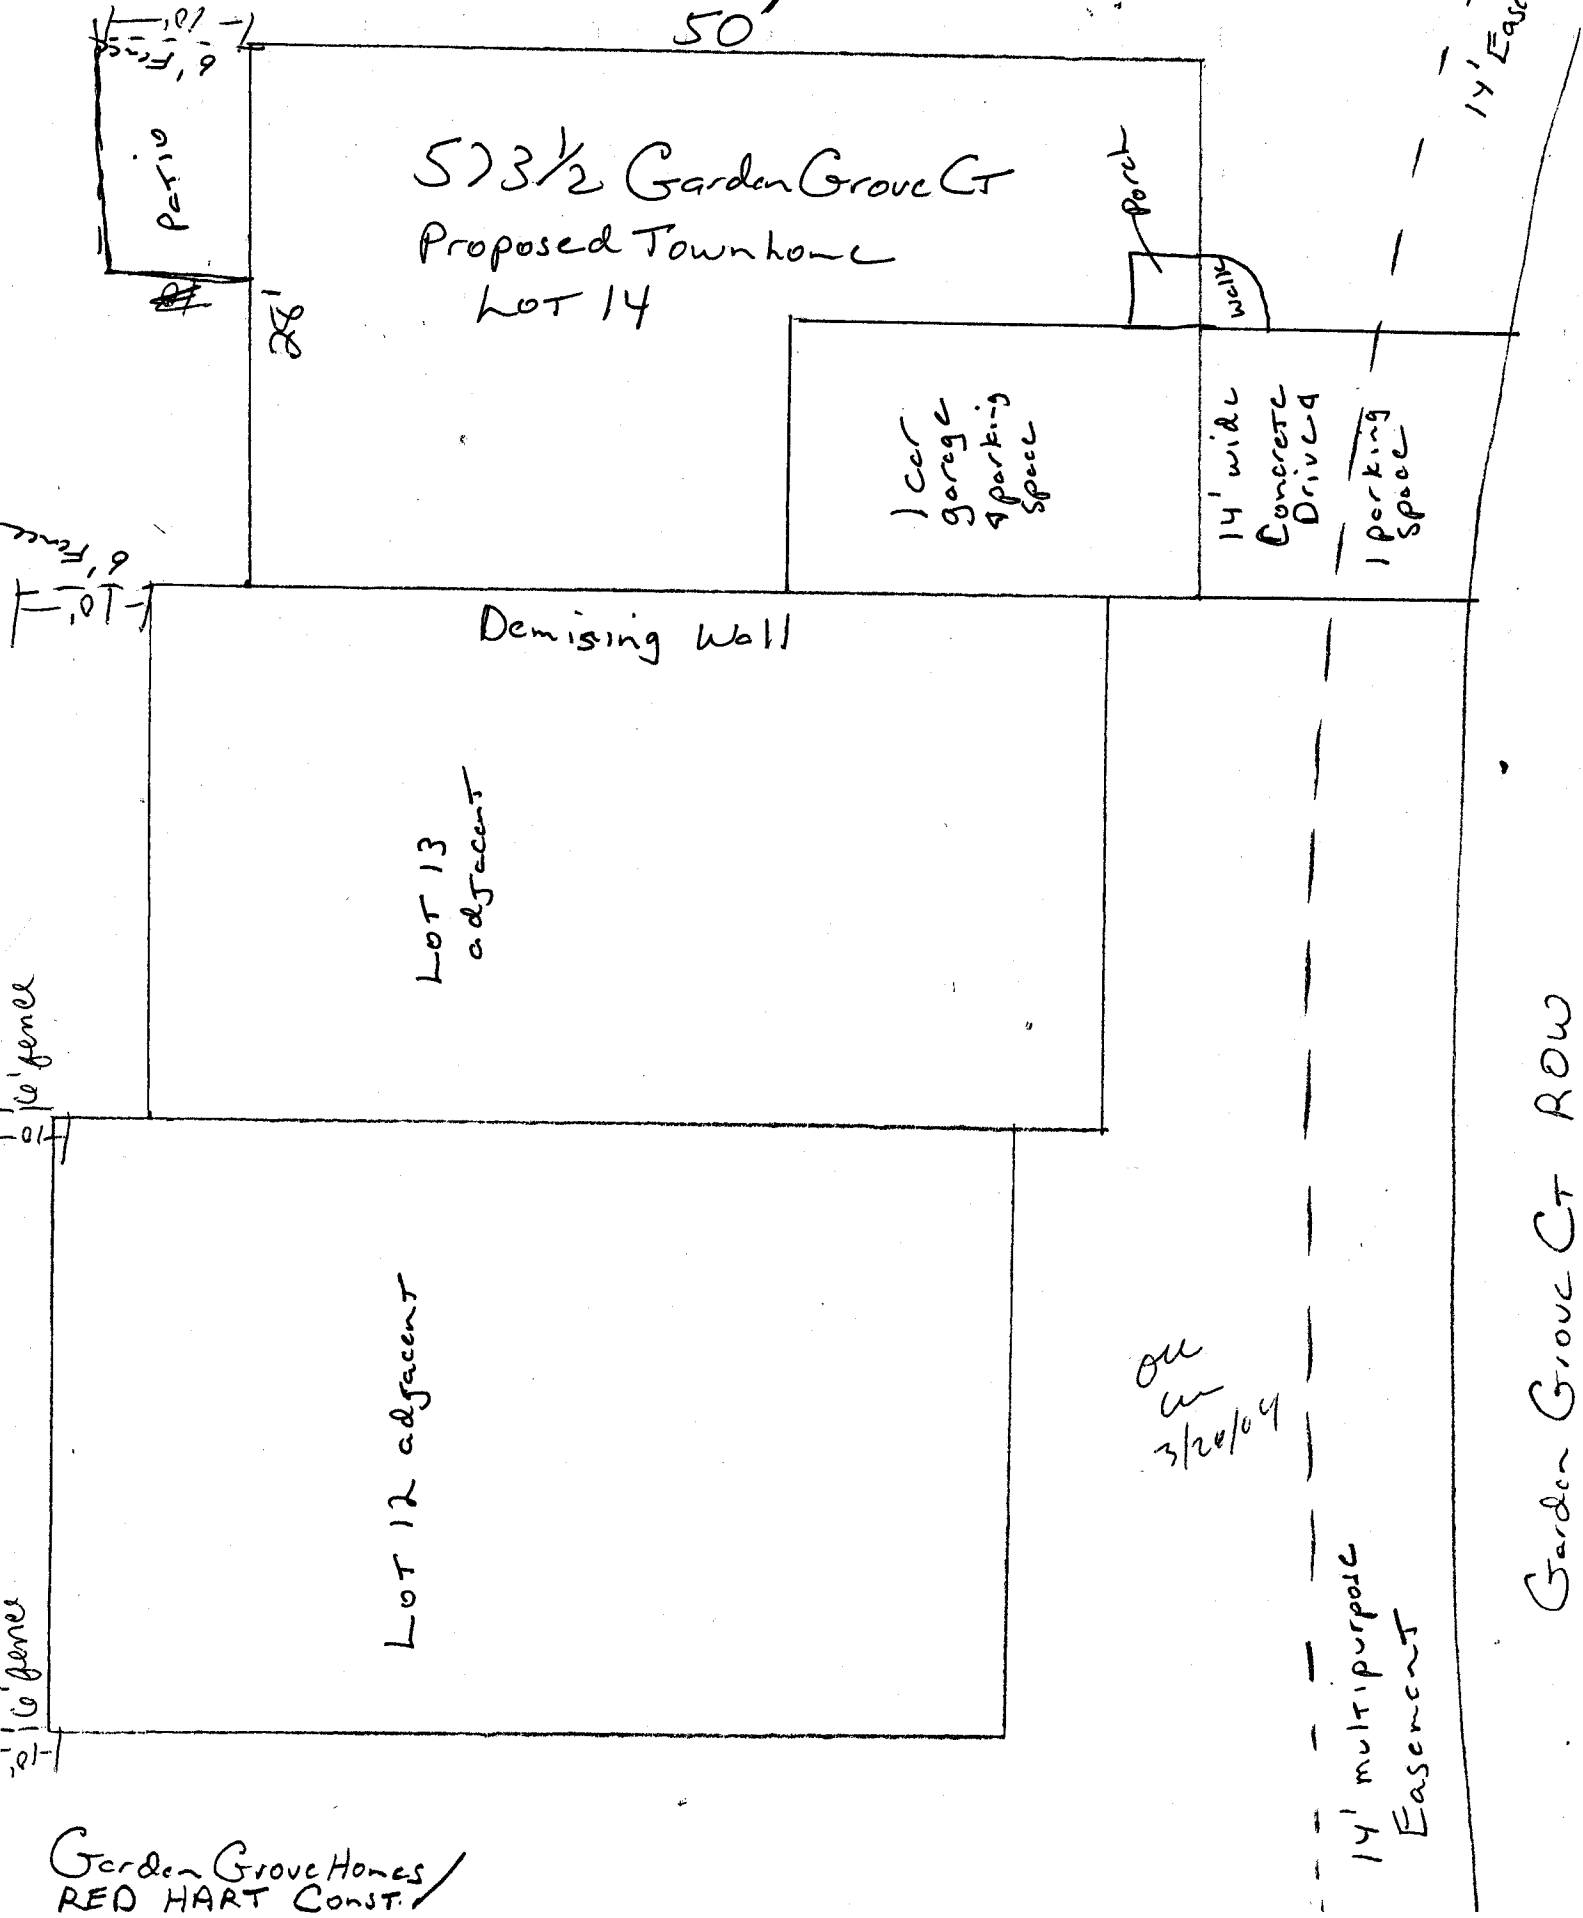 50'
14' Ease
-10'-
6' Fence
Patio
573 1/2 Garden Grove CT
Proposed Townhome
LOT 14
28'
Porch
walk
1 car
garage
& parking
space
14' wide
Concrete
Drive &
1 parking
space
6' Fence
-10'-
Demising Wall
LOT 13
adjacent
6' fence
-10-
LOT 12 adjacent
6' fence
-10'
3/20/04
14' multipurpose
Easement
Garden Grove CT ROW
Garden Grove Homes /
RED HART Const.